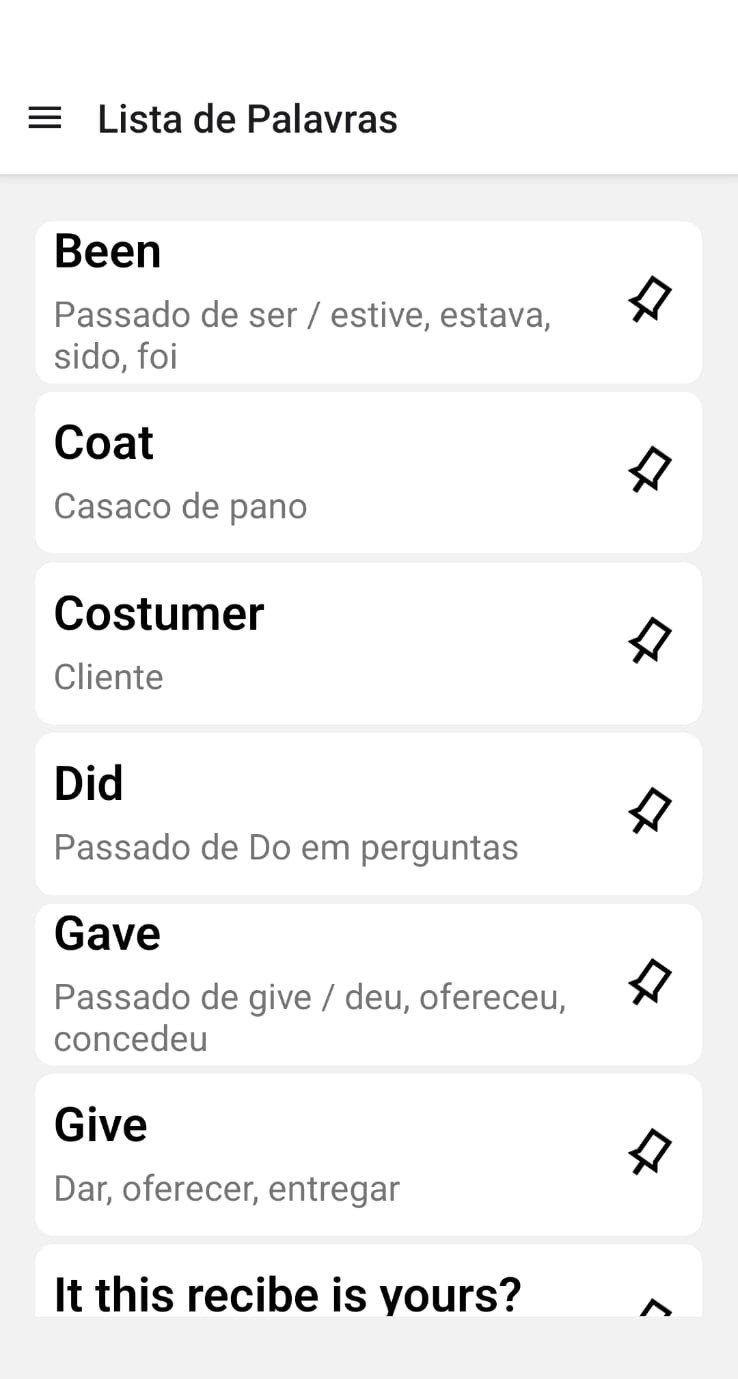 Lista de Palavras
Been
Passado de ser / estive, estava,
sido, foi
Coat
Casaco de pano
Costumer
Cliente
Did
Passado de Do em perguntas
Gave
Passado de give / deu, ofereceu,
concedeu
Give
Dar, oferecer, entregar
It this recibe is yours?